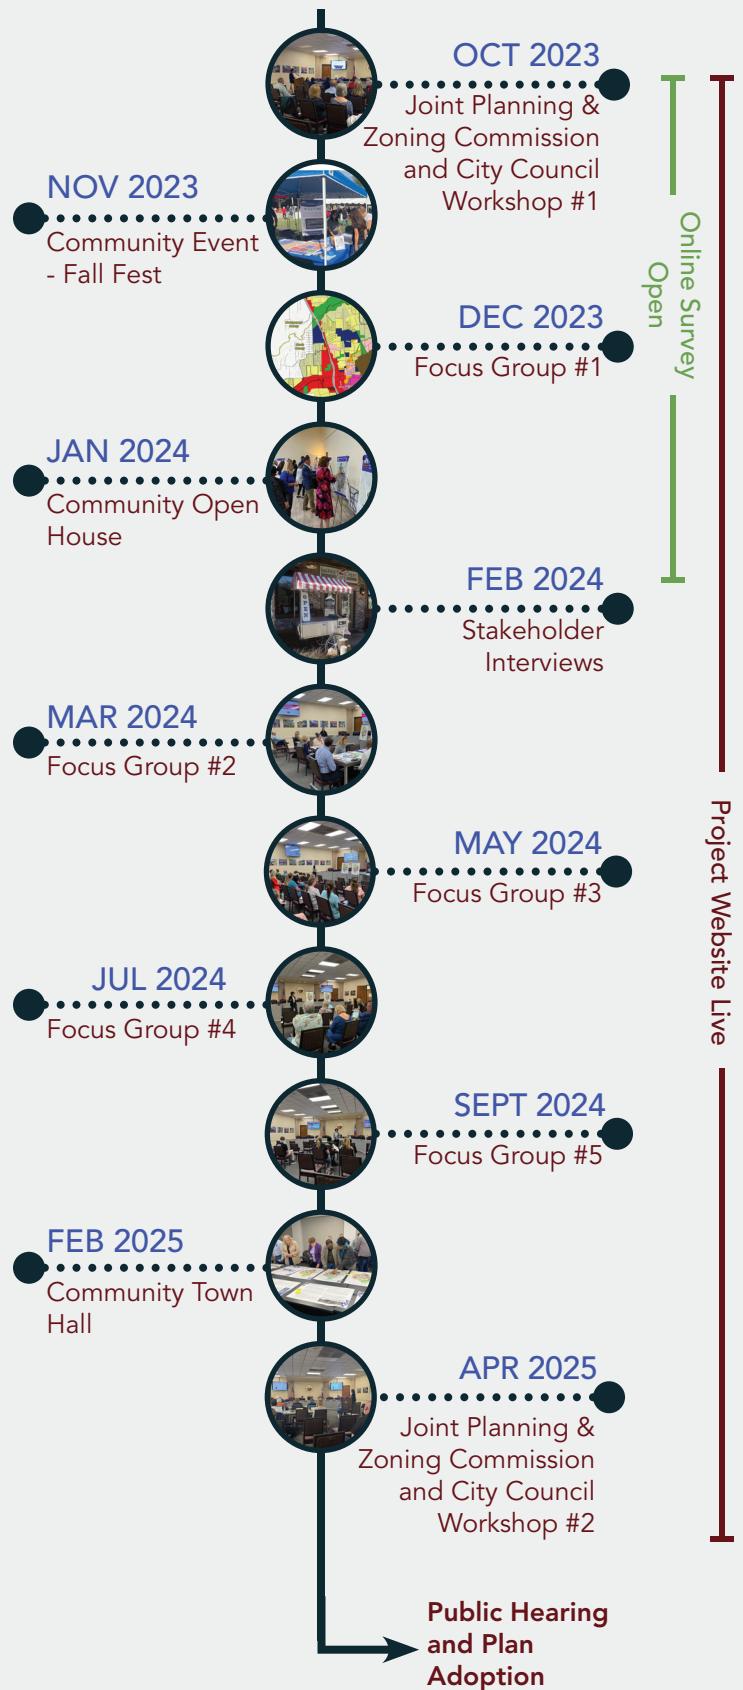 OCT 2023
Joint Planning &
Zoning Commission
and City Council
Workshop #1
NOV 2023
Community Event
- Fall Fest
DEC 2023
Focus Group #1
JAN 2024
Community Open
House
FEB 2024
Stakeholder
Interviews
MAR 2024
Focus Group #2
MAY 2024
Focus Group #3
JUL 2024
Focus Group #4
SEPT 2024
Focus Group #5
FEB 2025
Community Town
Hall
APR 2025
Joint Planning &
Zoning Commission
and City Council
Workshop #2
Public Hearing
and Plan
Adoption
Online Survey
Open
Project Website Live
OPEN